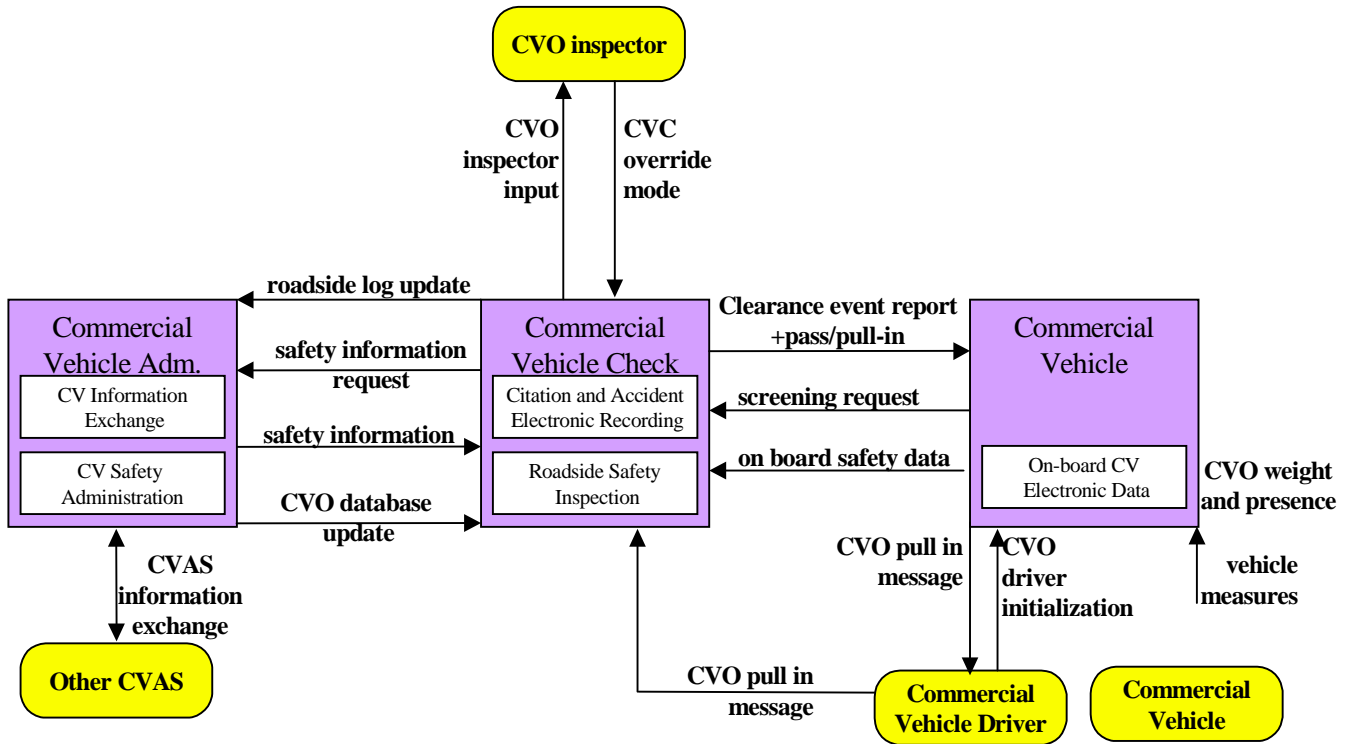 CVO inspector
CVO
inspector
input
CVC
override
mode
roadside log update
Commercial
Vehicle Adm.
CV Information
Exchange
CV Safety
Administration
safety information
request
safety information
CVO database
update
Commercial
Vehicle Check
Citation and Accident
Electronic Recording
Roadside Safety
Inspection
Clearance event report
+pass/pull-in
screening request
on board safety data
Commercial
Vehicle
On-board CV
Electronic Data
CVO weight
and presence
CVAS
information
exchange
CVO pull in
message
CVO
driver
initialization
vehicle
measures
Other CVAS
CVO pull in
message
Commercial
Vehicle Driver
Commercial
Vehicle